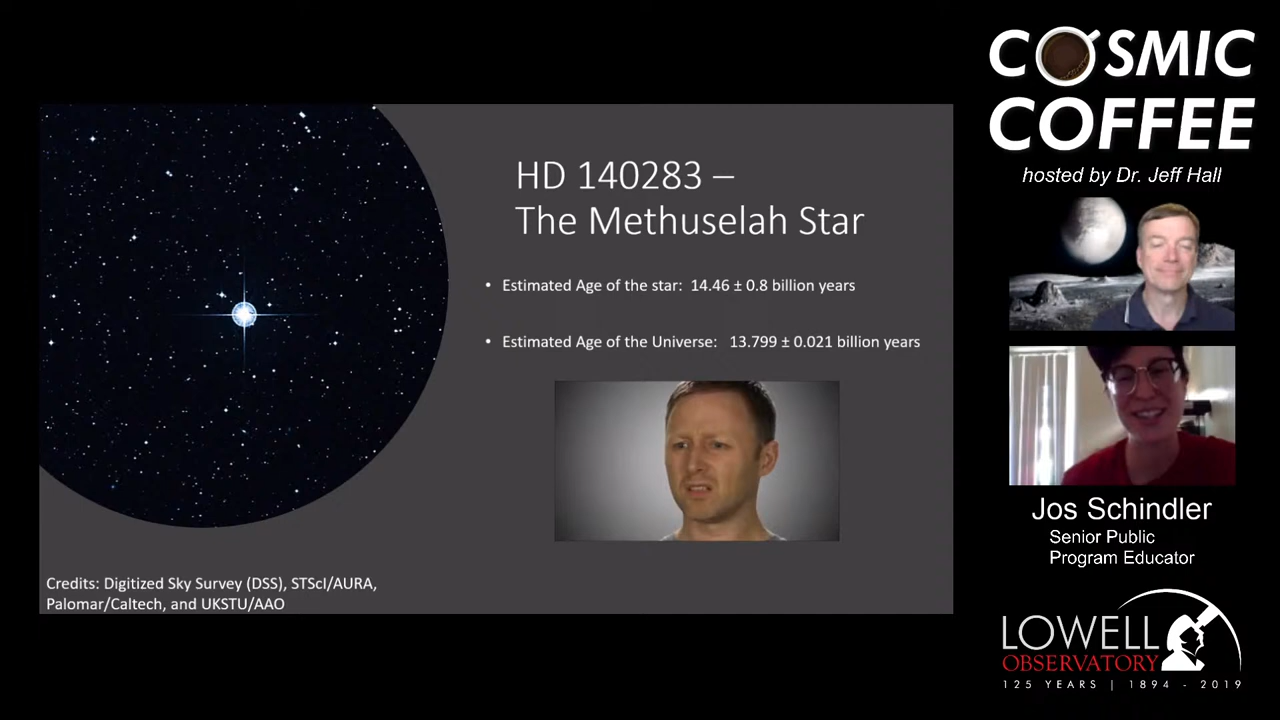 HD 140283 –
The Methuselah Star
• Estimated Age of the star: 14.46 ± 0.8 billion years
• Estimated Age of the Universe: 13.799 ± 0.021 billion years
Credits: Digitized Sky Survey (DSS), STScI/AURA,
Palomar/Caltech, and UKSTU/AAO
COSMIC
COFFEE
hosted by Dr. Jeff Hall
Jos Schindler
Senior Public
Program Educator
LOWELL
OBSERVATORY
125 YEARS | 1894 - 2019